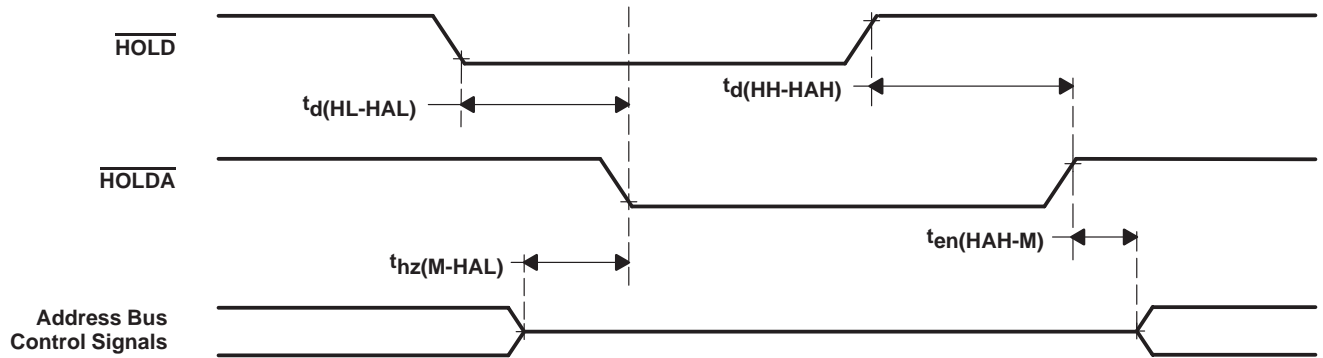 HOLD
td(HL-HAL)
td(HH-HAH)
HOLDA
ten(HAH-M)
thz(M-HAL)
Address Bus
Control Signals